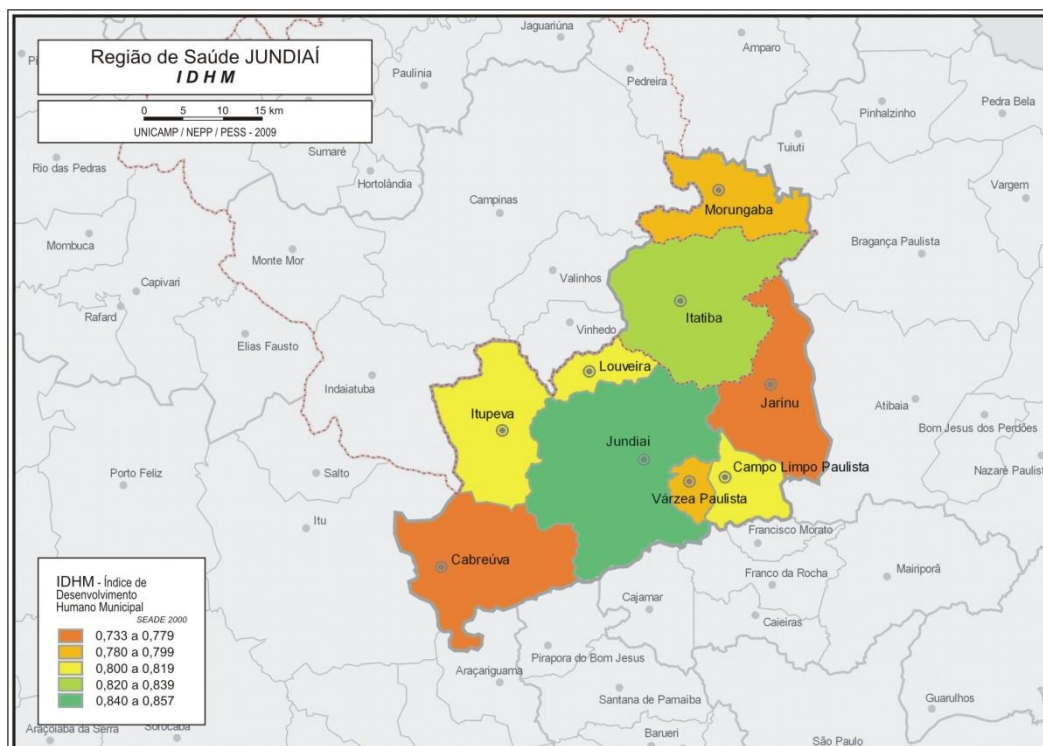 Região de Saúde JUNDIAÍ
IDHM
0 5 10 15 km
UNICAMP / NEPP / PESS - 2009
Jaguariúna
Amparo
Paulínia
Pedreira
Pedra Bela
Pinhalzinho
Tuiuti
Sumaré
Rio das Pedras
Hortolândia
Vargem
Campinas
Morungaba
Mombuca
Bragança Paulista
Monte Mor
Valinhos
Capivari
Rafard
Itatiba
Vinhedo
Elias Fausto
Louveira
Indaiatuba
Jarinu
Atibaia
Itupeva
Bom Jesus dos Perdões
Jundiaí
Porto Feliz
Salto
Campo Limpo Paulista
Nazaré Paulist
Várzea Paulista
Itu
Francisco Morato
Cabreúva
Mairiporã
Franco da Rocha
Cajamar
Caieiras
Pirapora do Bom Jesus
Araçariguama
Santana de Parnaíba
Guarulhos
Araçoiaba da Serra
Sorocaba
Barueri
São Paulo
IDHM - Índice de
Desenvolvimento
Humano Municipal
SEADE 2000
0,733 a 0,779
0,780 a 0,799
0,800 a 0,819
0,820 a 0,839
0,840 a 0,857